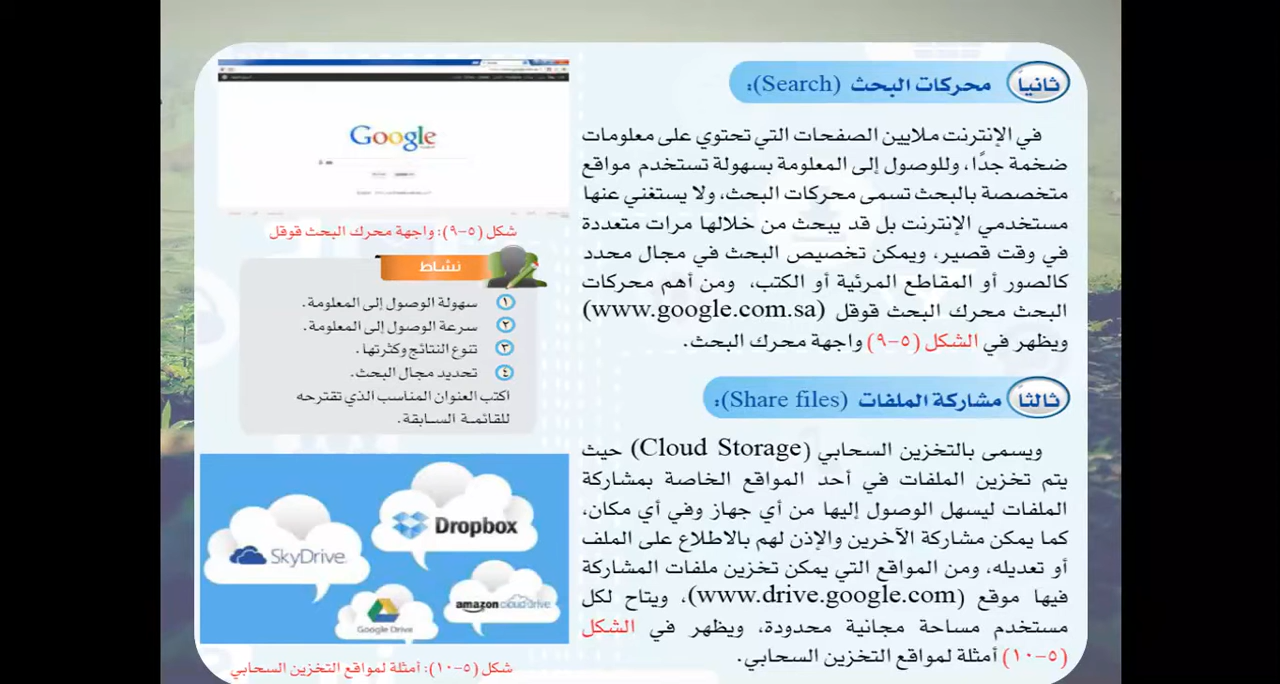 ثانياً محركات البحث (Search):
في الإنترنت ملايين الصفحات التي تحتوي على معلومات
ضخمة جدًا، وللوصول إلى المعلومة بسهولة تستخدم مواقع
متخصصة بالبحث تسمى محركات البحث، ولا يستغني عنها
مستخدمي الإنترنت بل قد يبحث من خلالها مرات متعددة
في وقت قصير، ويمكن تخصيص البحث في مجال محدد
كالصور أو المقاطع المرئية أو الكتب، ومن أهم محركات
البحث محرك البحث قوقل (www.google.com.sa)
ويظهر في الشكل (٥-٩) واجهة محرك البحث.
ثالثاً مشاركة الملفات (Share files):
ويسمى بالتخزين السحابي (Cloud Storage) حيث
يتم تخزين الملفات في أحد المواقع الخاصة بمشاركة
الملفات ليسهل الوصول إليها من أي جهاز وفي أي مكان،
كما يمكن مشاركة الآخرين والإذن لهم بالاطلاع على الملف
أو تعديله، ومن المواقع التي يمكن تخزين ملفات المشاركة
فيها موقع (www.drive.google.com)، ويتاح لكل
مستخدم مساحة مجانية محدودة، ويظهر في الشكل
(٥-١٠) أمثلة لمواقع التخزين السحابي.
Google
شكل (٥-٩): واجهة محرك البحث قوقل
نشاط
١ سهولة الوصول إلى المعلومة.
٢ سرعة الوصول إلى المعلومة.
٣ تنوع النتائج وكثرتها.
٤ تحديد مجال البحث.
اكتب العنوان المناسب الذي تقترحه
للقائمة السابقة.
Dropbox
SkyDrive
amazon cloud drive
Google Drive
شكل (٥-١٠): أمثلة لمواقع التخزين السحابي